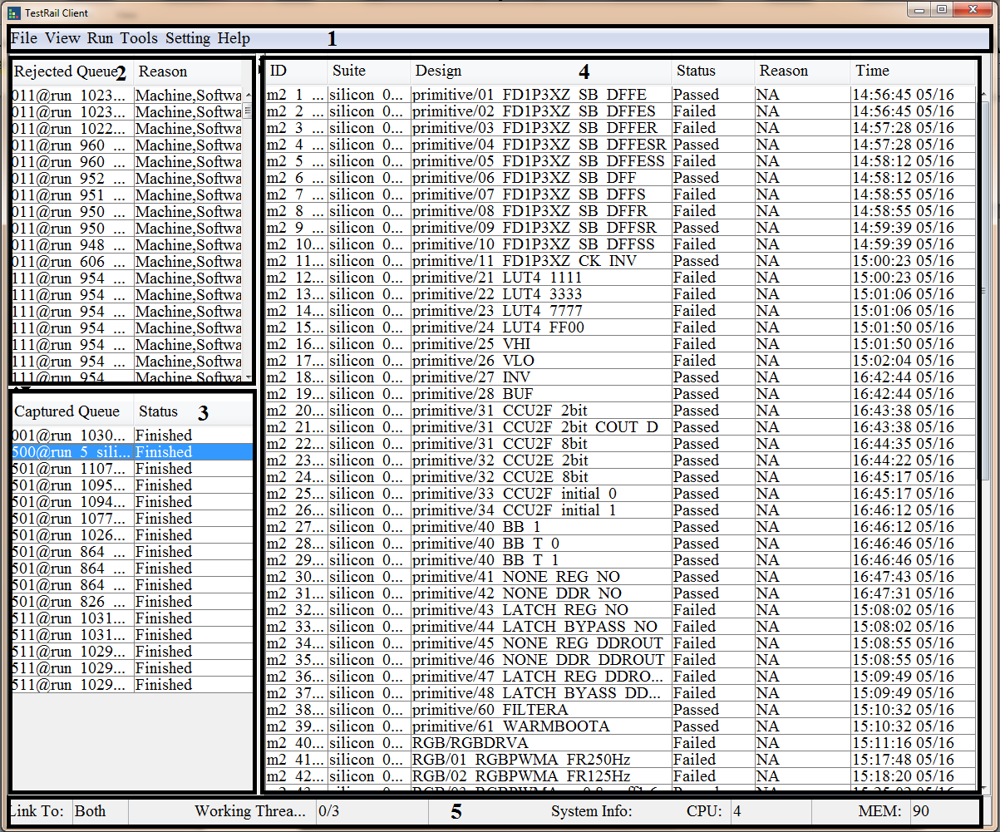 TestRail Client
File View Run Tools Setting Help 1
Rejected Queue 2 Reason
011@run 1023... Machine,Softwa
011@run 1023... Machine,Softwa
011@run 1022... Machine,Softwa
011@run 960 ... Machine,Softwa
011@run 960 ... Machine,Softwa
011@run 952 ... Machine,Softwa
011@run 951 ... Machine,Softwa
011@run 950 ... Machine,Softwa
011@run 950 ... Machine,Softwa
011@run 948 ... Machine,Softwa
011@run 606 ... Machine,Softwa
111@run 954 ... Machine,Softwa
111@run 954 ... Machine,Softwa
111@run 954 ... Machine,Softwa
111@run 954 ... Machine,Softwa
111@run 954 ... Machine,Softwa
111@run 954 ... Machine,Softwa
111@run 954 ... Machine,Softwa
Captured Queue Status 3
001@run 1030... Finished
500@run 5 sili... Finished
501@run 1107... Finished
501@run 1095... Finished
501@run 1094... Finished
501@run 1077... Finished
501@run 1026... Finished
501@run 864 ... Finished
501@run 864 ... Finished
501@run 864 ... Finished
501@run 826 ... Finished
511@run 1031... Finished
511@run 1031... Finished
511@run 1029... Finished
511@run 1029... Finished
511@run 1029... Finished
ID Suite Design 4 Status Reason Time
m2 1 ... silicon 0... primitive/01 FD1P3XZ SB DFFE Passed NA 14:56:45 05/16
m2 2 ... silicon 0... primitive/02 FD1P3XZ SB DFFES Failed NA 14:56:45 05/16
m2 3 ... silicon 0... primitive/03 FD1P3XZ SB DFFER Failed NA 14:57:28 05/16
m2 4 ... silicon 0... primitive/04 FD1P3XZ SB DFFESR Passed NA 14:57:28 05/16
m2 5 ... silicon 0... primitive/05 FD1P3XZ SB DFFESS Failed NA 14:58:12 05/16
m2 6 ... silicon 0... primitive/06 FD1P3XZ SB DFF Passed NA 14:58:12 05/16
m2 7 ... silicon 0... primitive/07 FD1P3XZ SB DFFS Failed NA 14:58:55 05/16
m2 8 ... silicon 0... primitive/08 FD1P3XZ SB DFFR Failed NA 14:58:55 05/16
m2 9 ... silicon 0... primitive/09 FD1P3XZ SB DFFSR Passed NA 14:59:39 05/16
m2 10... silicon 0... primitive/10 FD1P3XZ SB DFFSS Failed NA 14:59:39 05/16
m2 11... silicon 0... primitive/11 FD1P3XZ CK INV Passed NA 15:00:23 05/16
m2 12... silicon 0... primitive/21 LUT4 1111 Failed NA 15:00:23 05/16
m2 13... silicon 0... primitive/22 LUT4 3333 Failed NA 15:01:06 05/16
m2 14... silicon 0... primitive/23 LUT4 7777 Failed NA 15:01:06 05/16
m2 15... silicon 0... primitive/24 LUT4 FF00 Failed NA 15:01:50 05/16
m2 16... silicon 0... primitive/25 VHI Failed NA 15:01:50 05/16
m2 17... silicon 0... primitive/26 VLO Failed NA 15:02:04 05/16
m2 18... silicon 0... primitive/27 INV Passed NA 16:42:44 05/16
m2 19... silicon 0... primitive/28 BUF Passed NA 16:42:44 05/16
m2 20... silicon 0... primitive/31 CCU2F 2bit Passed NA 16:43:38 05/16
m2 21... silicon 0... primitive/31 CCU2F 2bit COUT D Passed NA 16:43:38 05/16
m2 22... silicon 0... primitive/31 CCU2F 8bit Passed NA 16:44:35 05/16
m2 23... silicon 0... primitive/32 CCU2E 2bit Passed NA 16:44:22 05/16
m2 24... silicon 0... primitive/32 CCU2E 8bit Passed NA 16:45:17 05/16
m2 25... silicon 0... primitive/33 CCU2F initial 0 Passed NA 16:45:17 05/16
m2 26... silicon 0... primitive/34 CCU2F initial 1 Passed NA 16:46:12 05/16
m2 27... silicon 0... primitive/40 BB 1 Passed NA 16:46:12 05/16
m2 28... silicon 0... primitive/40 BB T 0 Passed NA 16:46:46 05/16
m2 29... silicon 0... primitive/40 BB T 1 Passed NA 16:46:46 05/16
m2 30... silicon 0... primitive/41 NONE REG NO Passed NA 16:47:43 05/16
m2 31... silicon 0... primitive/42 NONE DDR NO Passed NA 16:47:31 05/16
m2 32... silicon 0... primitive/43 LATCH REG NO Failed NA 15:08:02 05/16
m2 33... silicon 0... primitive/44 LATCH BYPASS NO Failed NA 15:08:02 05/16
m2 34... silicon 0... primitive/45 NONE REG DDROUT Failed NA 15:08:55 05/16
m2 35... silicon 0... primitive/46 NONE DDR DDROUT Failed NA 15:08:55 05/16
m2 36... silicon 0... primitive/47 LATCH REG DDRO... Failed NA 15:09:49 05/16
m2 37... silicon 0... primitive/48 LATCH BYASS DD... Failed NA 15:09:49 05/16
m2 38... silicon 0... primitive/60 FILTERA Passed NA 15:10:32 05/16
m2 39... silicon 0... primitive/61 WARMBOOTA Passed NA 15:10:32 05/16
m2 40... silicon 0... RGB/RGBDRVA Failed NA 15:11:16 05/16
m2 41... silicon 0... RGB/01 RGBPWMA FR250Hz Failed NA 15:17:48 05/16
m2 42... silicon 0... RGB/02 RGBPWMA FR125Hz Failed NA 15:18:20 05/16
Link To: Both Working Threa... 0/3 5 System Info: CPU: 4 MEM: 90